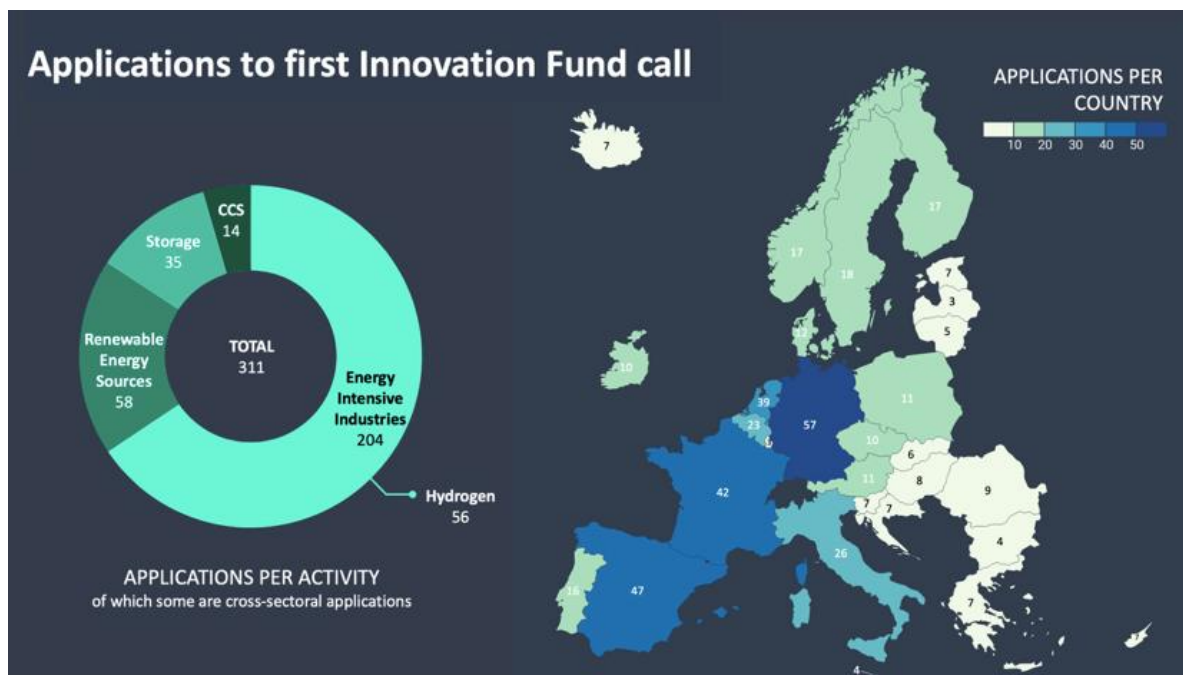 Applications to first Innovation Fund call
APPLICATIONS PER
COUNTRY
10 20 30 40 50
CCS
14
Storage
35
Renewable
Energy
Sources
58
TOTAL
311
Energy
Intensive
Industries
204
Hydrogen
56
APPLICATIONS PER ACTIVITY
of which some are cross-sectoral applications
7
17
17
18
7
3
5
12
10
39
23
57
11
10
6
11
8
9
42
7
7
4
26
16
47
7
4